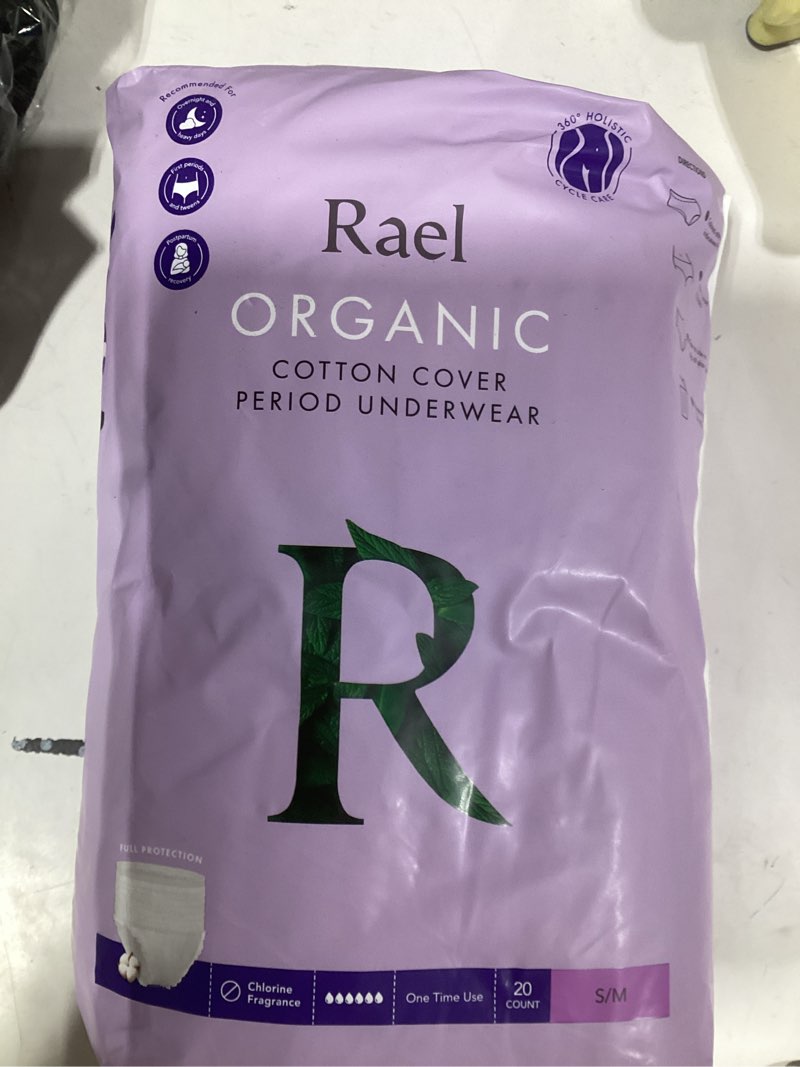 Recommended For
Overnight and
heavy days
First periods
and tweens
Postpartum
recovery
360° HOLISTIC
CYCLE CARE
DIRECTIONS
Rael
ORGANIC
COTTON COVER
PERIOD UNDERWEAR
R
FULL PROTECTION
Chlorine
Fragrance
One Time Use
20
COUNT
S/M